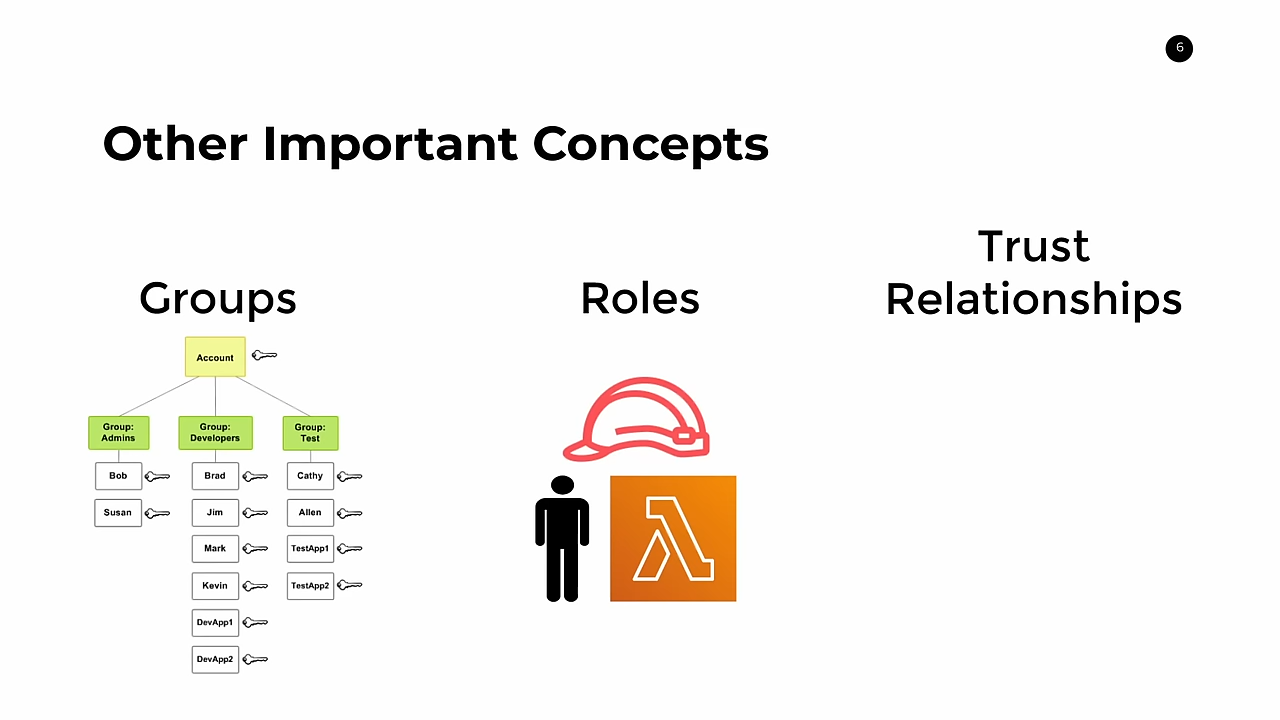 6
Other Important Concepts
Groups
Roles
Trust
Relationships
Account
Group:
Admins
Group:
Developers
Group:
Test
Bob
Brad
Cathy
Susan
Jim
Allen
Mark
TestApp1
Kevin
TestApp2
DevApp1
DevApp2